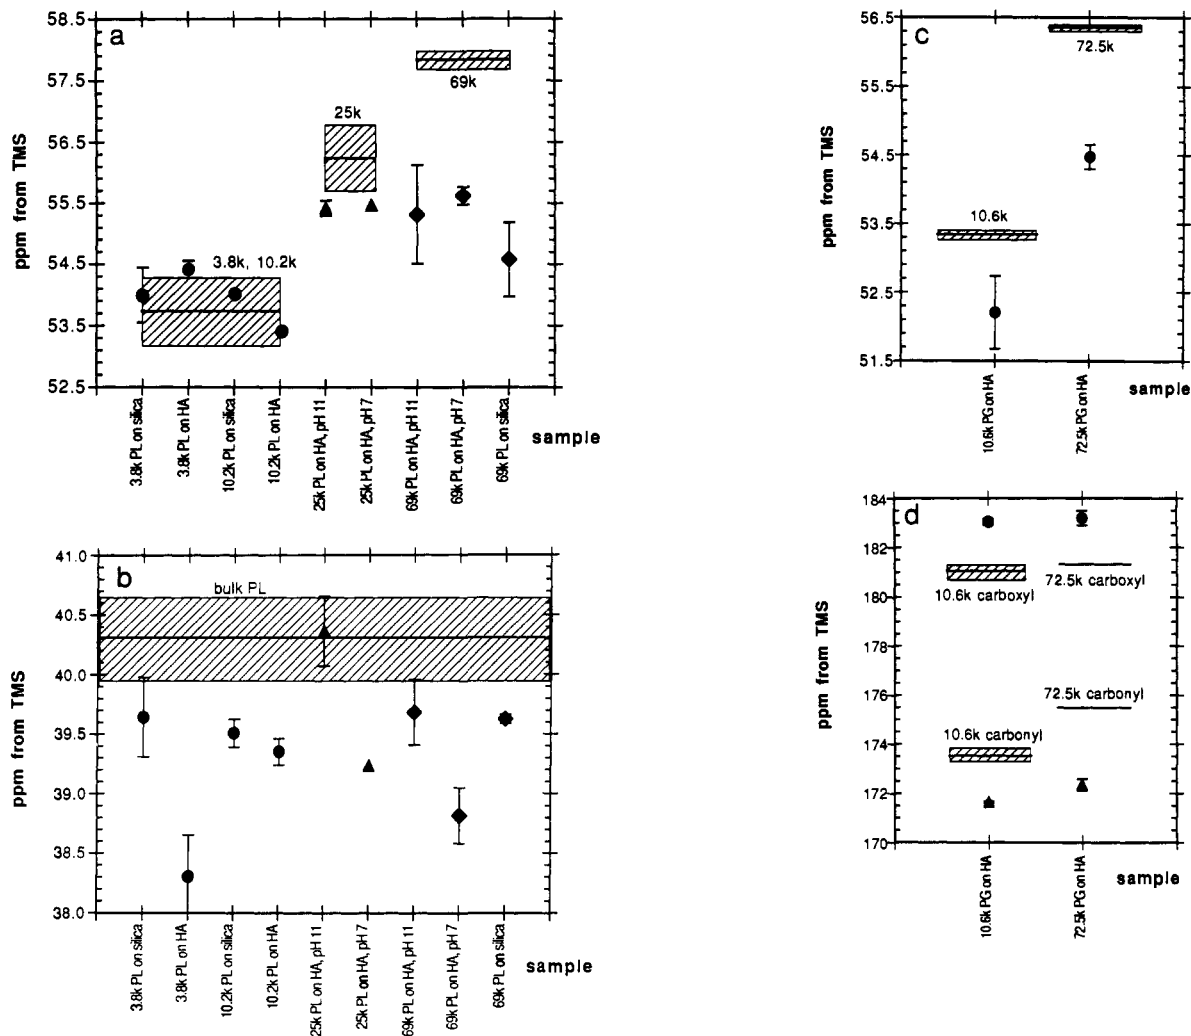 a
58.5
57.5
56.5
55.5
54.5
53.5
52.5
ppm from TMS
69k
25k
3.8k, 10.2k
3.8k PL on silica
3.8k PL on HA
10.2k PL on silica
10.2k PL on HA
25k PL on HA, pH 11
25k PL on HA, pH 7
69k PL on HA, pH 11
69k PL on HA, pH 7
69k PL on silica
sample
b
41.0
40.5
40.0
39.5
39.0
38.5
38.0
ppm from TMS
bulk PL
3.8k PL on silica
3.8k PL on HA
10.2k PL on silica
10.2k PL on HA
25k PL on HA, pH 11
25k PL on HA, pH 7
69k PL on HA, pH 11
69k PL on HA, pH 7
69k PL on silica
sample
c
56.5
55.5
54.5
53.5
52.5
51.5
ppm from TMS
72.5k
10.6k
10.6k PG on HA
72.5k PG on HA
sample
d
184
182
180
178
176
174
172
170
ppm from TMS
10.6k carboxyl
72.5k carboxyl
72.5k carbonyl
10.6k carbonyl
10.6k PG on HA
72.5k PG on HA
sample